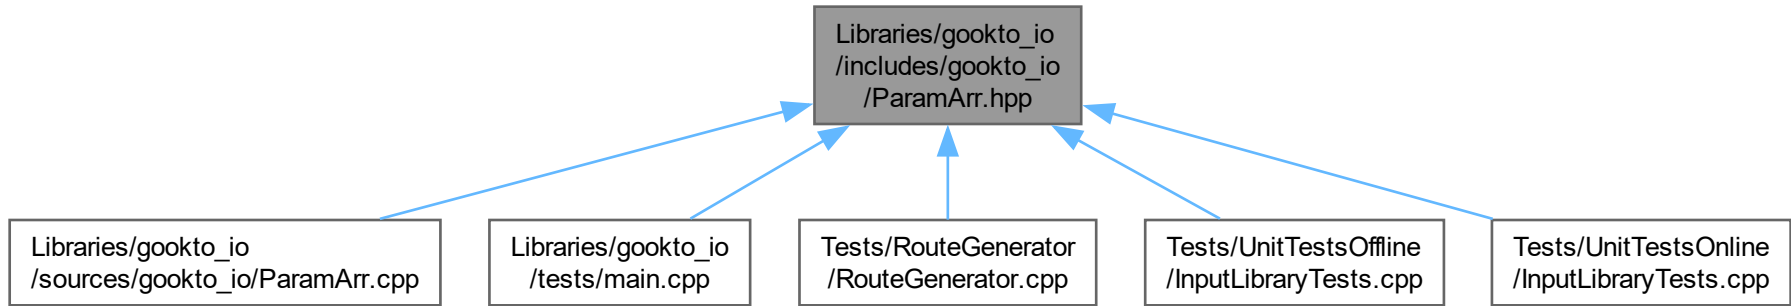 Libraries/gookto_io
/includes/gookto_io
/ParamArr.hpp
Libraries/gookto_io
/sources/gookto_io/ParamArr.cpp
Libraries/gookto_io
/tests/main.cpp
Tests/RouteGenerator
/RouteGenerator.cpp
Tests/UnitTestsOffline
/InputLibraryTests.cpp
Tests/UnitTestsOnline
/InputLibraryTests.cpp